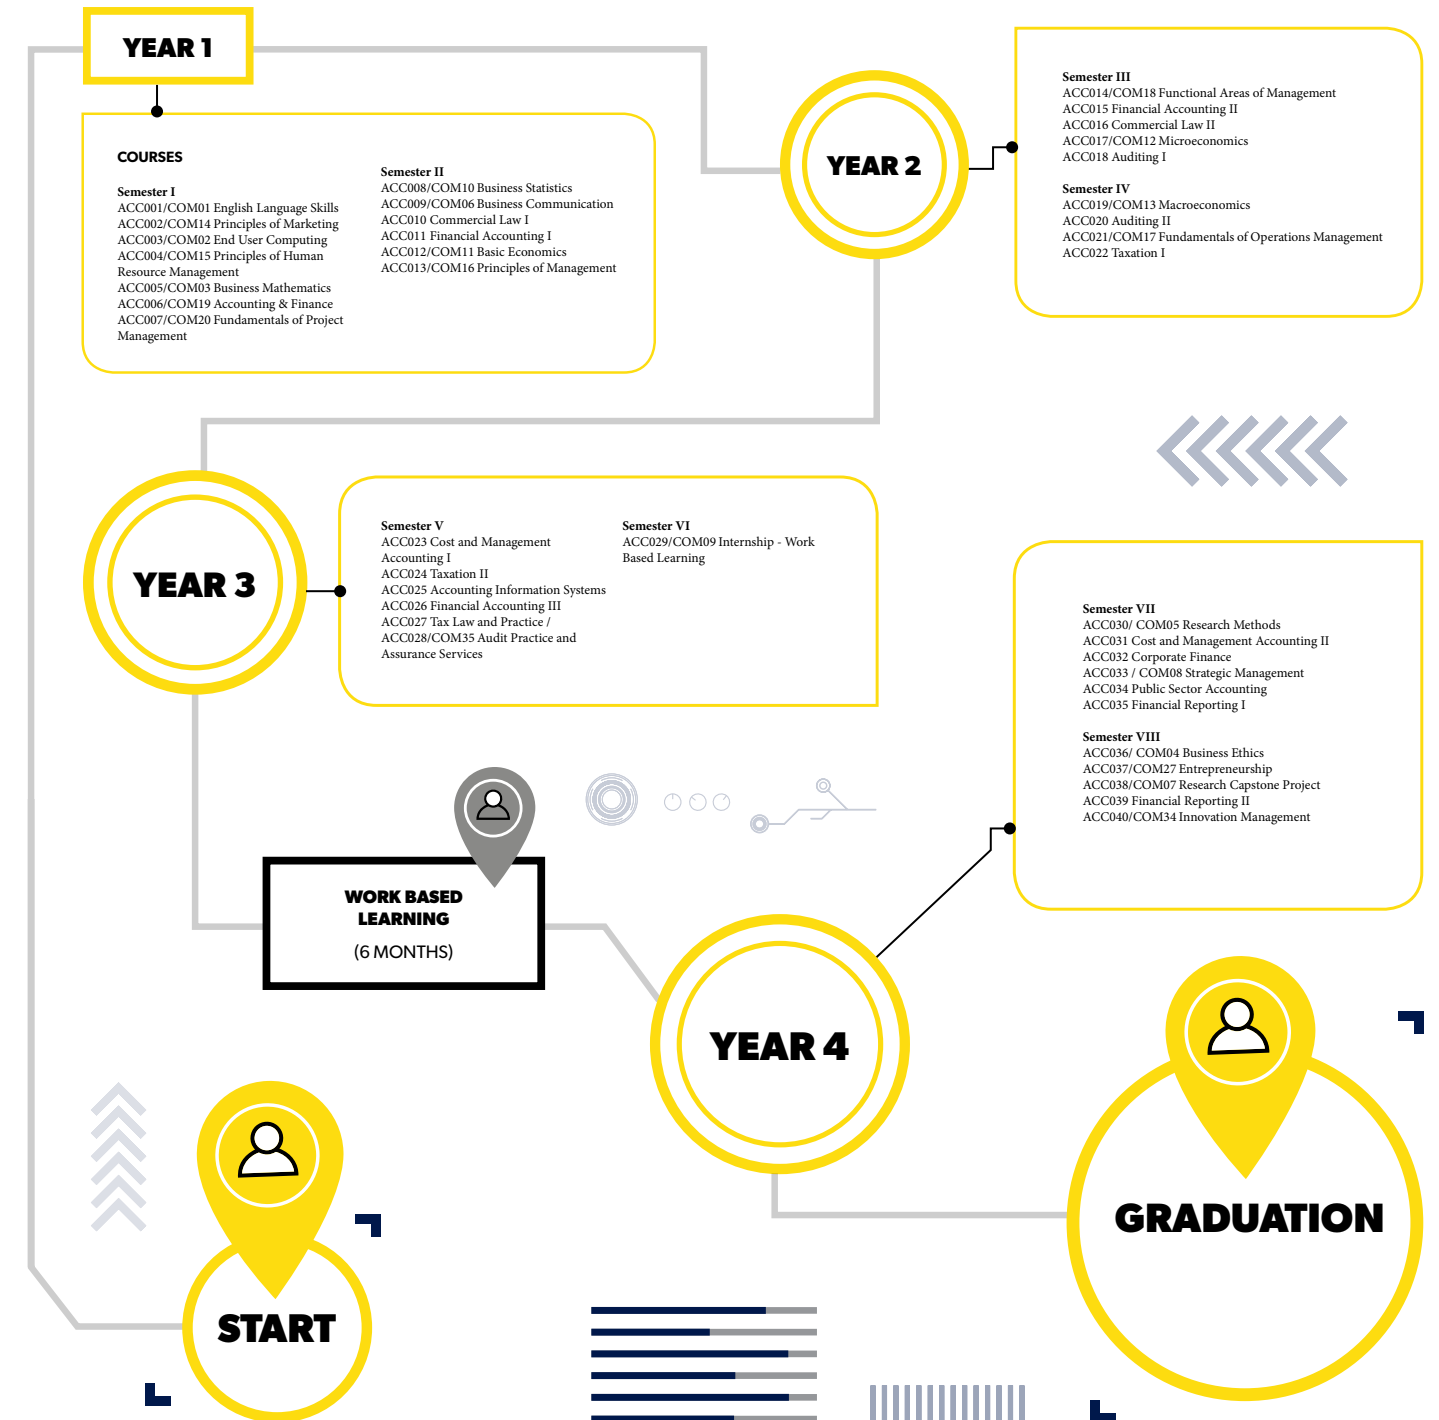 YEAR 1
COURSES
Semester I
ACC001/COM01 English Language Skills
ACC002/COM14 Principles of Marketing
ACC003/COM02 End User Computing
ACC004/COM15 Principles of Human
Resource Management
ACC005/COM03 Business Mathematics
ACC006/COM19 Accounting & Finance
ACC007/COM20 Fundamentals of Project
Management
Semester II
ACC008/COM10 Business Statistics
ACC009/COM06 Business Communication
ACC010 Commercial Law I
ACC011 Financial Accounting I
ACC012/COM11 Basic Economics
ACC013/COM16 Principles of Management
YEAR 2
Semester III
ACC014/COM18 Functional Areas of Management
ACC015 Financial Accounting II
ACC016 Commercial Law II
ACC017/COM12 Microeconomics
ACC018 Auditing I
Semester IV
ACC019/COM13 Macroeconomics
ACC020 Auditing II
ACC021/COM17 Fundamentals of Operations Management
ACC022 Taxation I
YEAR 3
Semester V
ACC023 Cost and Management
Accounting I
ACC024 Taxation II
ACC025 Accounting Information Systems
ACC026 Financial Accounting III
ACC027 Tax Law and Practice /
ACC028/COM35 Audit Practice and
Assurance Services
Semester VI
ACC029/COM09 Internship - Work
Based Learning
WORK BASED
LEARNING
(6 MONTHS)
YEAR 4
Semester VII
ACC030/ COM05 Research Methods
ACC031 Cost and Management Accounting II
ACC032 Corporate Finance
ACC033 / COM08 Strategic Management
ACC034 Public Sector Accounting
ACC035 Financial Reporting I
Semester VIII
ACC036/ COM04 Business Ethics
ACC037/COM27 Entrepreneurship
ACC038/COM07 Research Capstone Project
ACC039 Financial Reporting II
ACC040/COM34 Innovation Management
GRADUATION
START